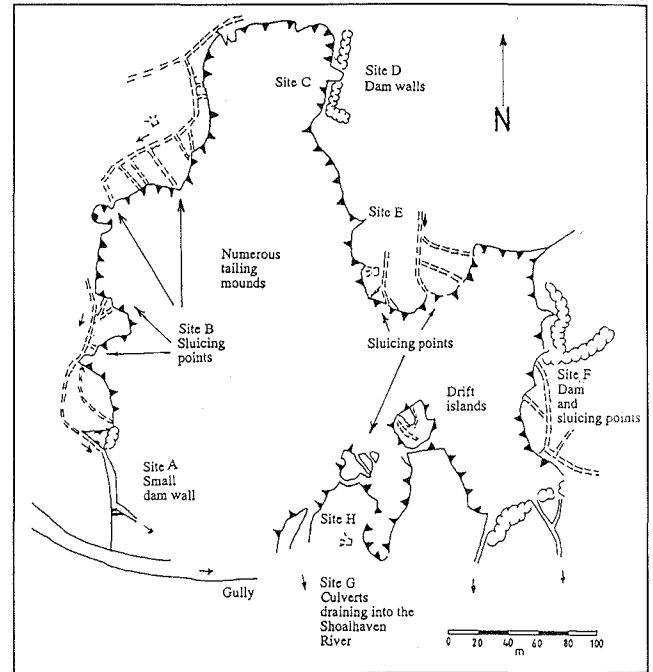 Site C
Site D
Dam walls
N
Site E
Numerous
tailing
mounds
Site B
Sluicing
points
Sluicing points
Drift
islands
Site F
Dam
and
sluicing points
Site A
Small
dam wall
Site H
Gully
Site G
Culverts
draining into the
Shoalhaven
River
0 20 40 60 80 100
m